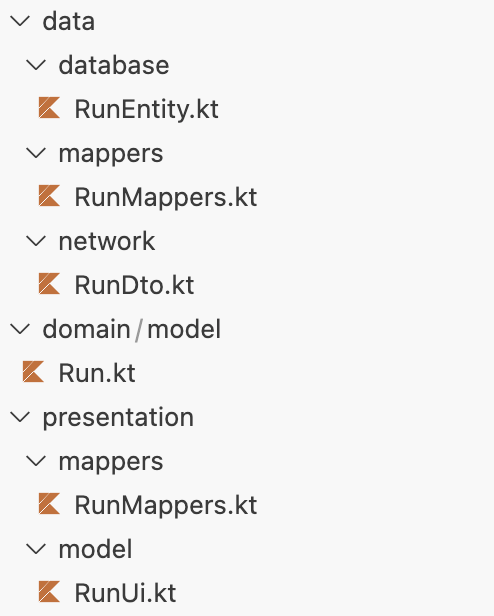 data
database
RunEntity.kt
mappers
RunMappers.kt
network
RunDto.kt
domain/model
Run.kt
presentation
mappers
RunMappers.kt
model
RunUi.kt